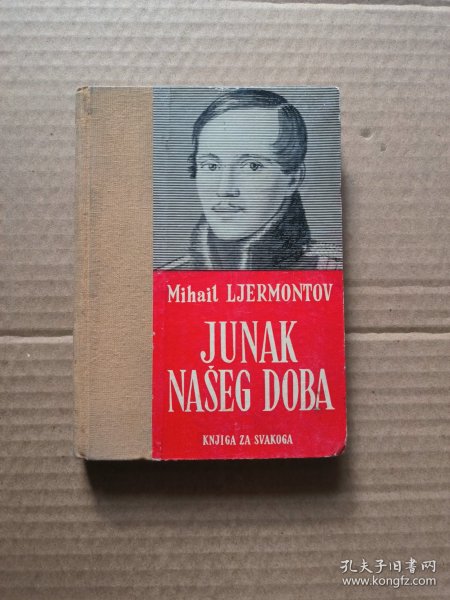 Mihail LJERMONTOV
JUNAK
NAŠEG DOBA
KNJIGA ZA SVAKOGA
孔夫子旧书网
www.kongfz.com